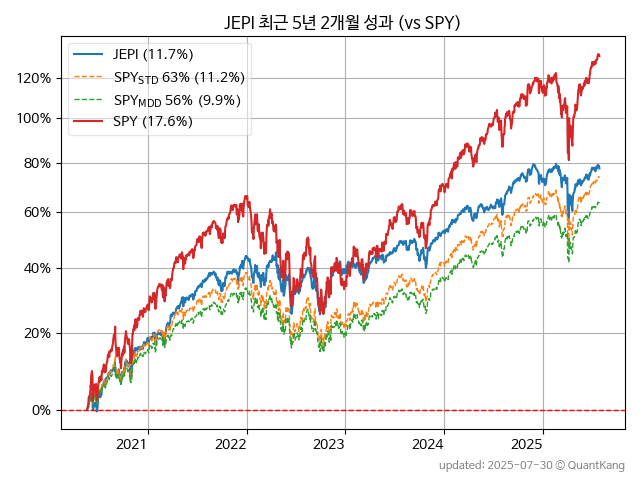 JEPI 최근 5년 2개월 성과 (vs SPY)
JEPI (11.7%)
SPY_STD 63% (11.2%)
SPY_MDD 56% (9.9%)
SPY (17.6%)
120%
100%
80%
60%
40%
20%
0%
2021 2022 2023 2024 2025
updated: 2025-07-30 © QuantKang